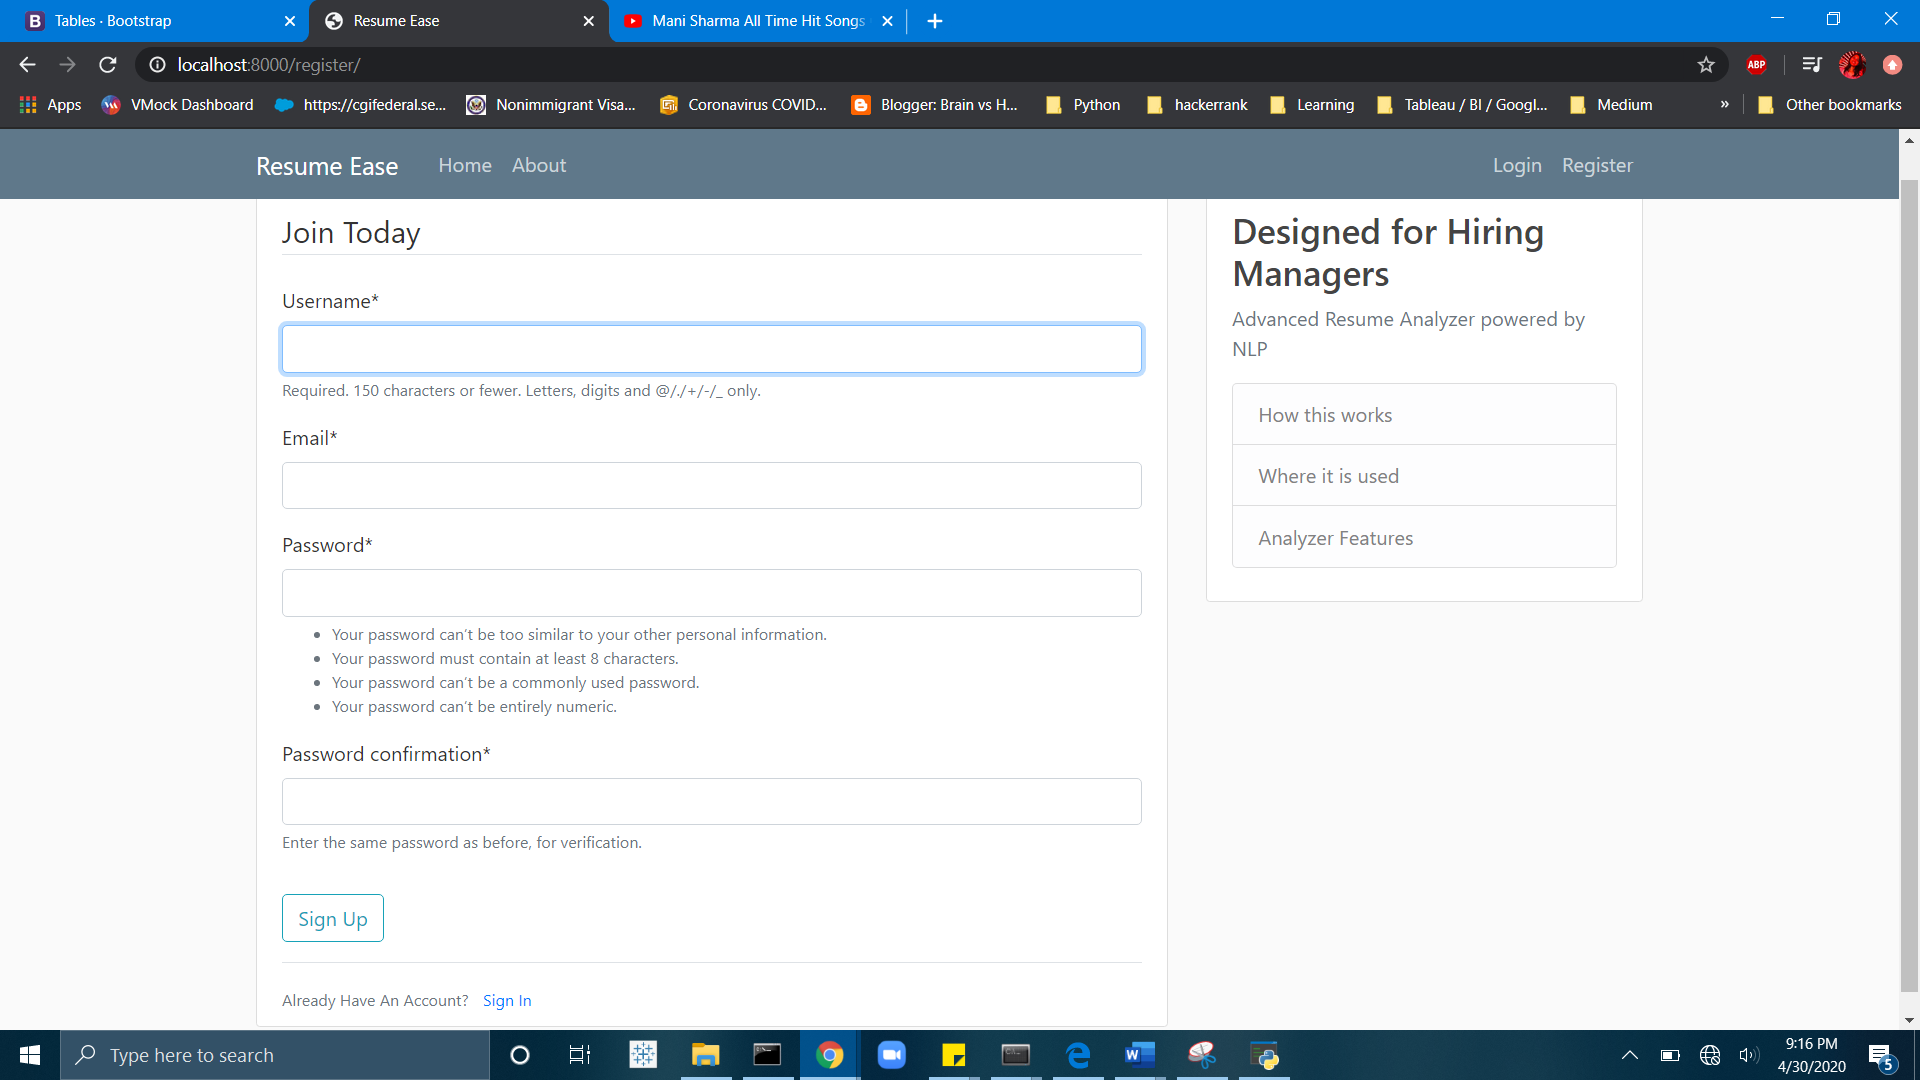 Tables · Bootstrap
Resume Ease
Mani Sharma All Time Hit Songs
localhost:8000/register/
ABP
Apps
VMock Dashboard
https://cgifederal.se...
Nonimmigrant Visa...
Coronavirus COVID...
Blogger: Brain vs H...
Python
hackerrank
Learning
Tableau / BI / Googl...
Medium
»
Other bookmarks
Resume Ease
Home
About
Login
Register
Join Today
Username*
Required. 150 characters or fewer. Letters, digits and @/./+/-/_ only.
Email*
Password*
Your password can't be too similar to your other personal information.
Your password must contain at least 8 characters.
Your password can't be a commonly used password.
Your password can't be entirely numeric.
Password confirmation*
Enter the same password as before, for verification.
Sign Up
Already Have An Account? Sign In
Designed for Hiring
Managers
Advanced Resume Analyzer powered by
NLP
How this works
Where it is used
Analyzer Features
Type here to search
9:16 PM
4/30/2020
5